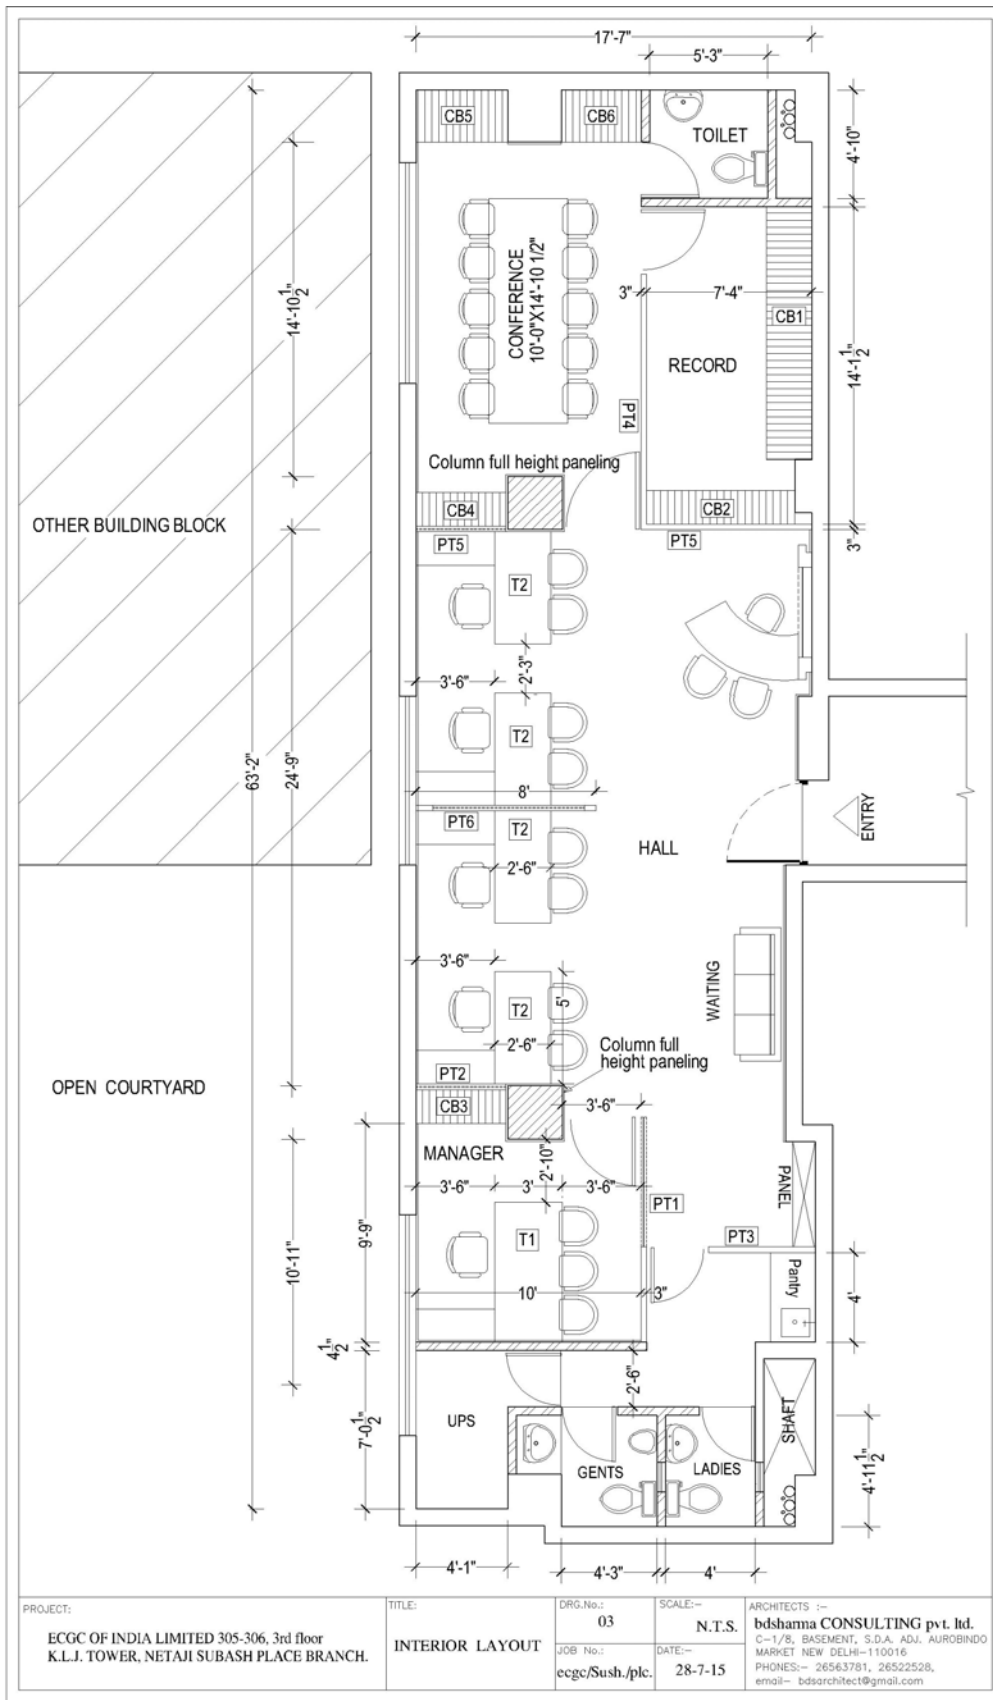 17'-7"
5'-3"
CB5
CB6
TOILET
4'-10"
14'-10 1/2"
CONFERENCE
10'-0"X14'-10 1/2"
3"
7'-4"
CB1
RECORD
14'-1 1/2"
PT4
Column full height paneling
CB4
CB2
OTHER BUILDING BLOCK
PT5
PT5
3"
T2
2'-3"
3'-6"
T2
63'-2"
24'-9"
8'
PT6
T2
HALL
ENTRY
2'-6"
3'-6"
WAITING
T2
5'
2'-6"
Column full
height paneling
PT2
OPEN COURTYARD
CB3
3'-6"
MANAGER
2'-10"
3'-6"
3'
3'-6"
PANEL
PT1
9'-9"
T1
PT3
10'-11"
Pantry
10'
3"
4'
4 1/2"
2'-6"
7'-0 1/2"
UPS
SHAFT
GENTS
LADIES
4'-11 1/2"
4'-1"
4'-3"
4'
PROJECT:
ECGC OF INDIA LIMITED 305-306, 3rd floor
K.L.J. TOWER, NETAJI SUBASH PLACE BRANCH.
TITLE:
INTERIOR LAYOUT
DRG.No.:
03
JOB No.:
ecgc/Sush./plc.
SCALE:-
N.T.S.
DATE:-
28-7-15
ARCHITECTS :-
bdsharma CONSULTING pvt. ltd.
C-1/8, BASEMENT, S.D.A. ADJ. AUROBINDO
MARKET NEW DELHI-110016
PHONES:- 26563781, 26522528,
email- bdsarchitect@gmail.com